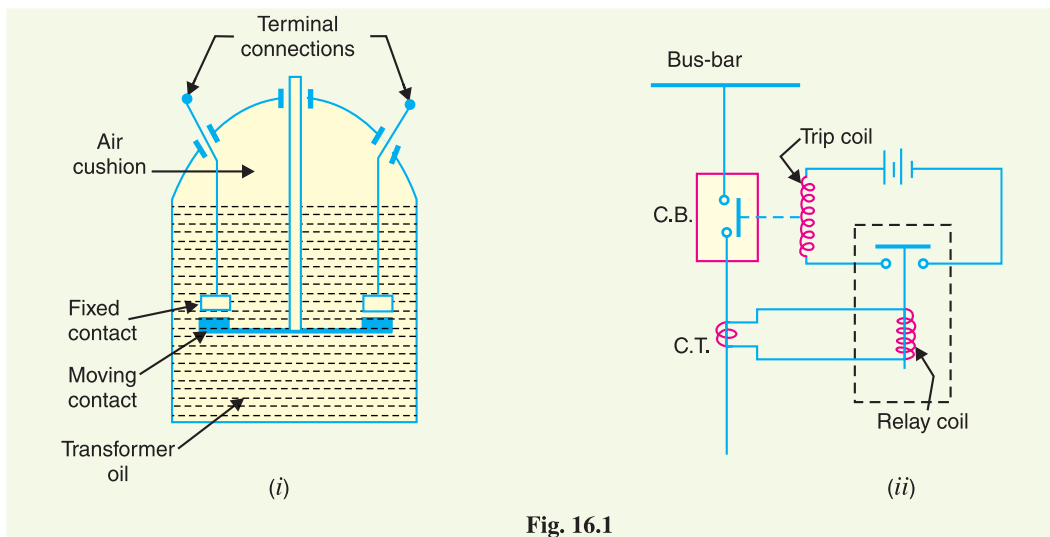 Terminal
connections
Air
cushion
Fixed
contact
Moving
contact
Transformer
oil
(i)
Bus-bar
Trip coil
C.B.
C.T.
Relay coil
(ii)
Fig. 16.1